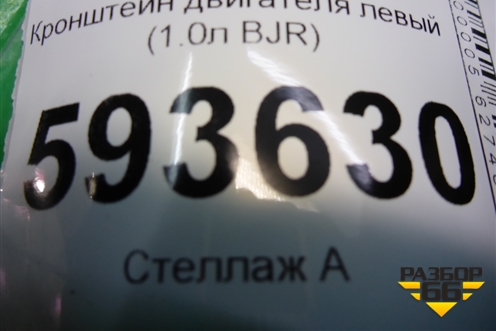 Кронштейн двигателя левый
(1.0л BJR)
593630
Стеллаж А
РАЗБОР
66